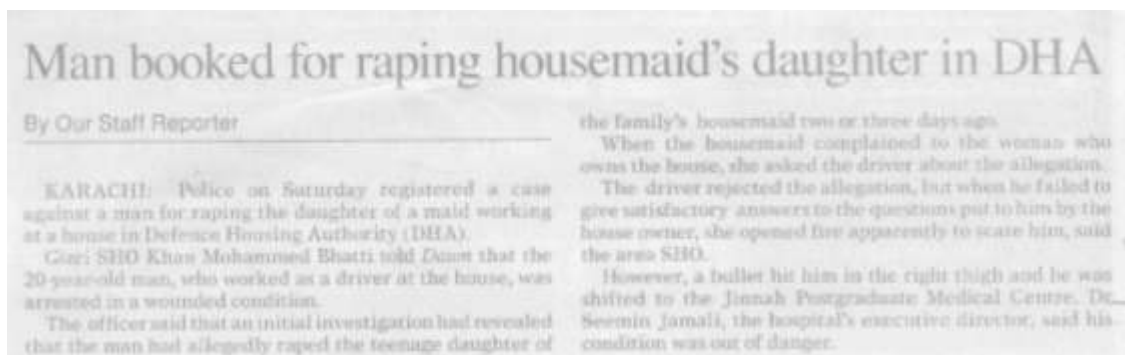 Man booked for raping housemaid's daughter in DHA
By Our Staff Reporter
KARACHI: Police on Saturday registered a case
against a man for raping the daughter of a maid working
at a house in Defence Housing Authority (DHA).
Gizri SHO Khan Mohammed Bhatti told Dawn that the
20-year-old man, who worked as a driver at the house, was
arrested in a wounded condition.
The officer said that an initial investigation had revealed
that the man had allegedly raped the teenage daughter of
the family's housemaid two or three days ago.
When the housemaid complained to the woman who
owns the house, she asked the driver about the allegation.
The driver rejected the allegation, but when he failed to
give satisfactory answers to the questions put to him by the
house owner, she opened fire apparently to scare him, said
the area SHO.
However, a bullet hit him in the right thigh and he was
shifted to the Jinnah Postgraduate Medical Centre. Dr
Seemin Jamali, the hospital's executive director, said his
condition was out of danger.